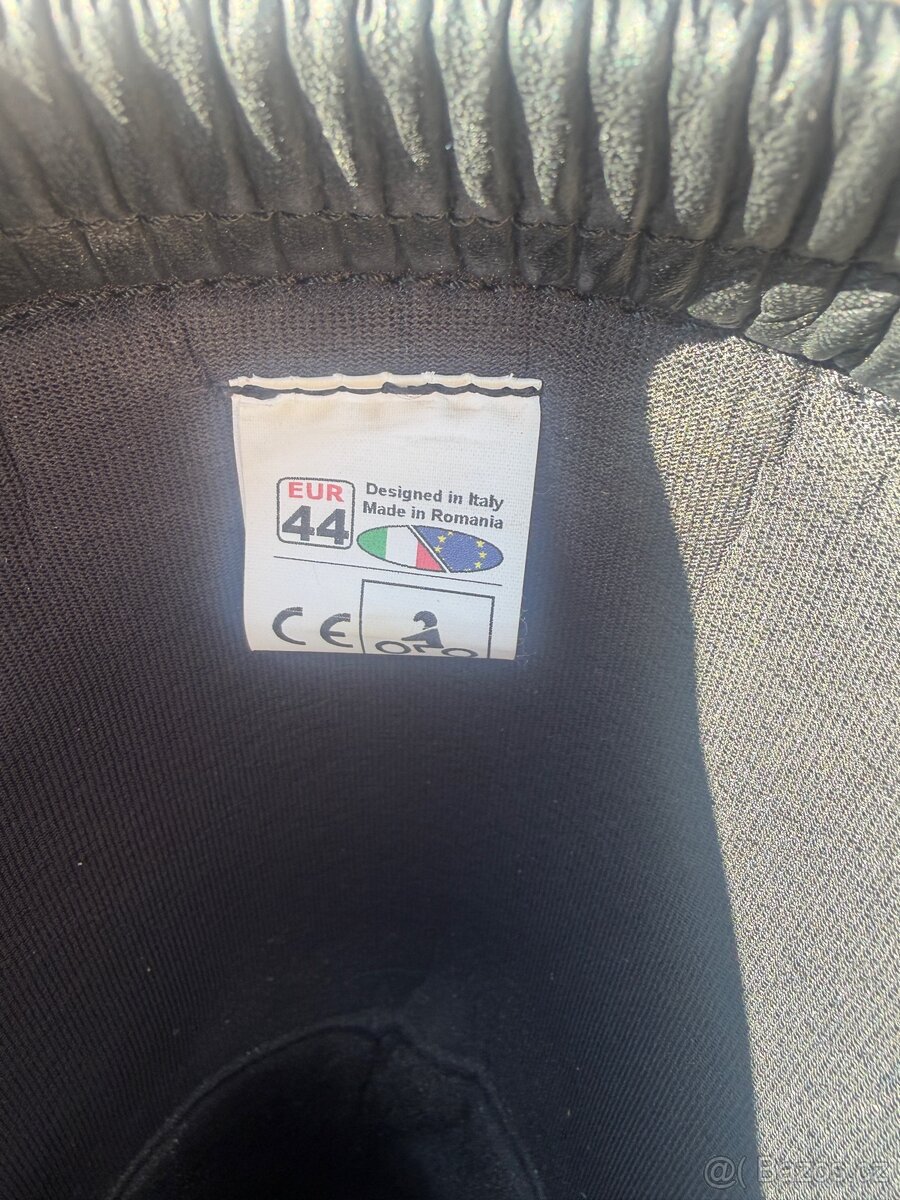 EUR
44
Designed in Italy
Made in Romania
CE
@( Bazos.cz